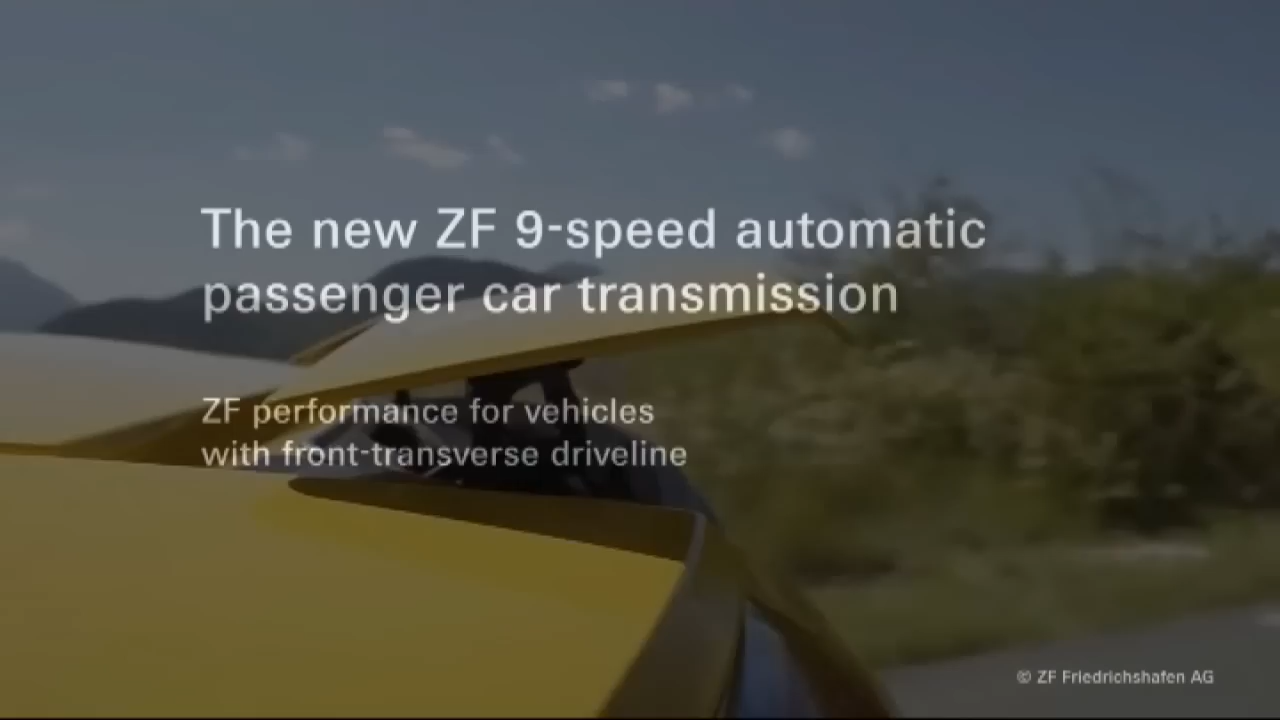 The new ZF 9-speed automatic
passenger car transmission
ZF performance for vehicles
with front-transverse driveline
© ZF Friedrichshafen AG